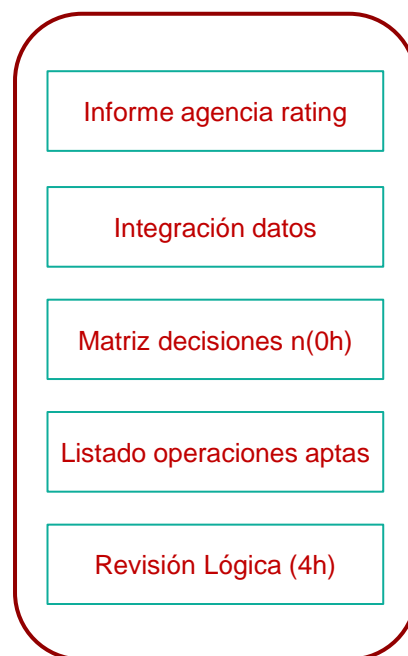 Informe agencia rating
Integración datos
Matriz decisiones n(0h)
Listado operaciones aptas
Revisión Lógica (4h)